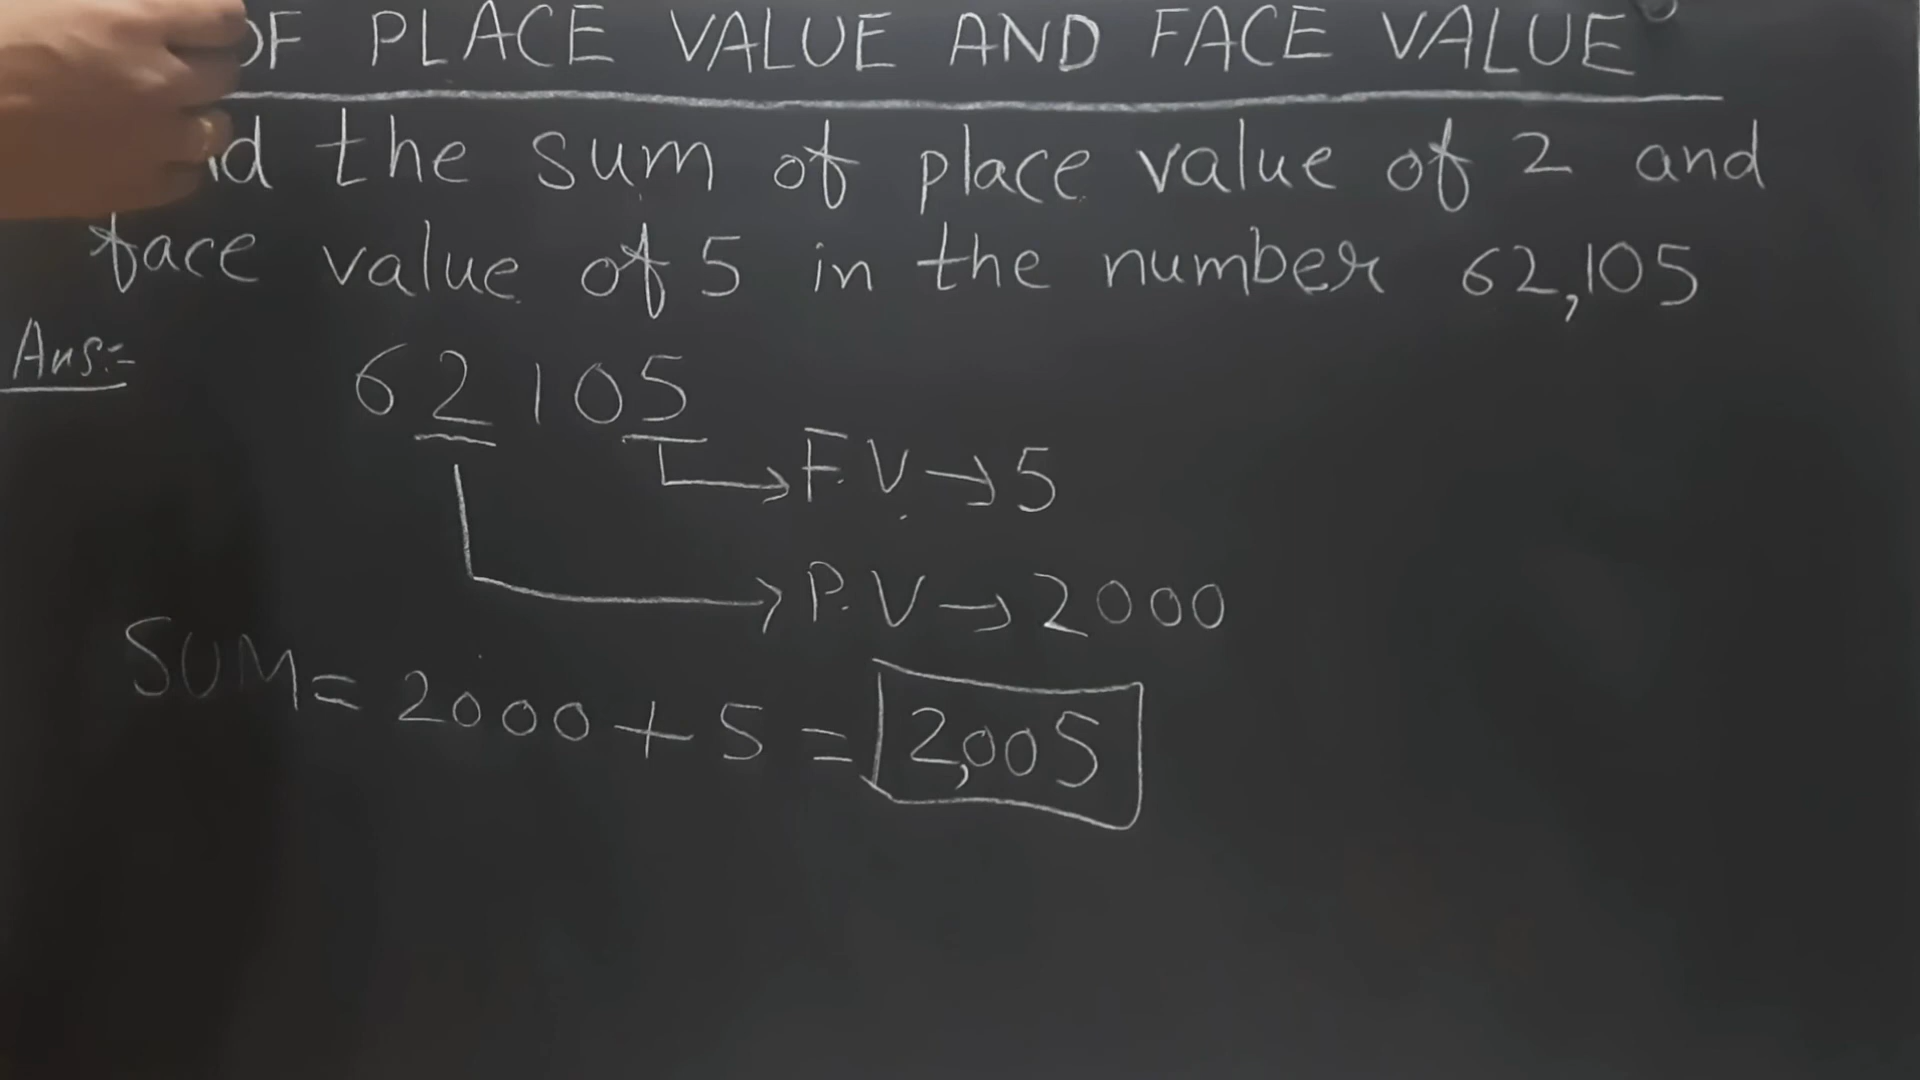 OF PLACE VALUE AND FACE VALUE
the sum of place value of 2 and
face value of 5 in the number 62,105
Ans:-
62105
F.V→5
P.V→2000
SUM= 2000+5=2,005